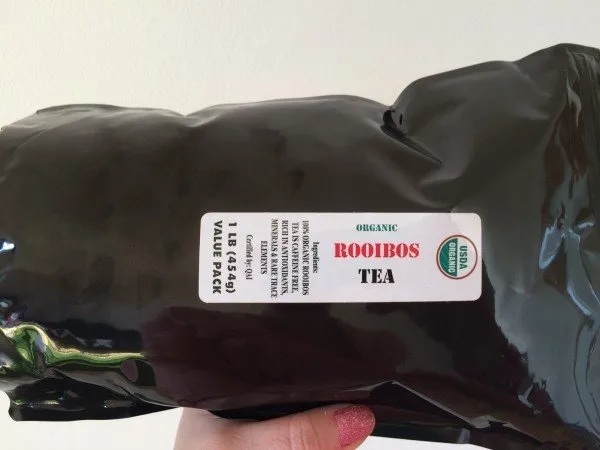 ORGANIC
ROOIBOS
TEA
USDA
ORGANIC
Ingredients:
100% ORGANIC ROOIBOS
TEA IS CAFFEINE FREE,
RICH IN ANTIOXIDANTS,
MINERALS & RARE TRACE
ELEMENTS
Certified by: QAI
1 LB (454g)
VALUE PACK